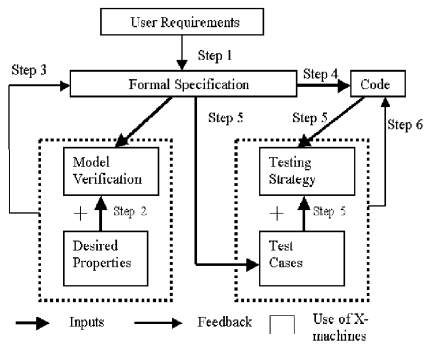 User Requirements
Step 1
Step 3
Formal Specification
Step 4
Code
Step 5
Step 5
Step 6
Model
Verification
Testing
Strategy
+
Step 2
+
Step 5
Desired
Properties
Test
Cases
Inputs
Feedback
Use of X-
machines